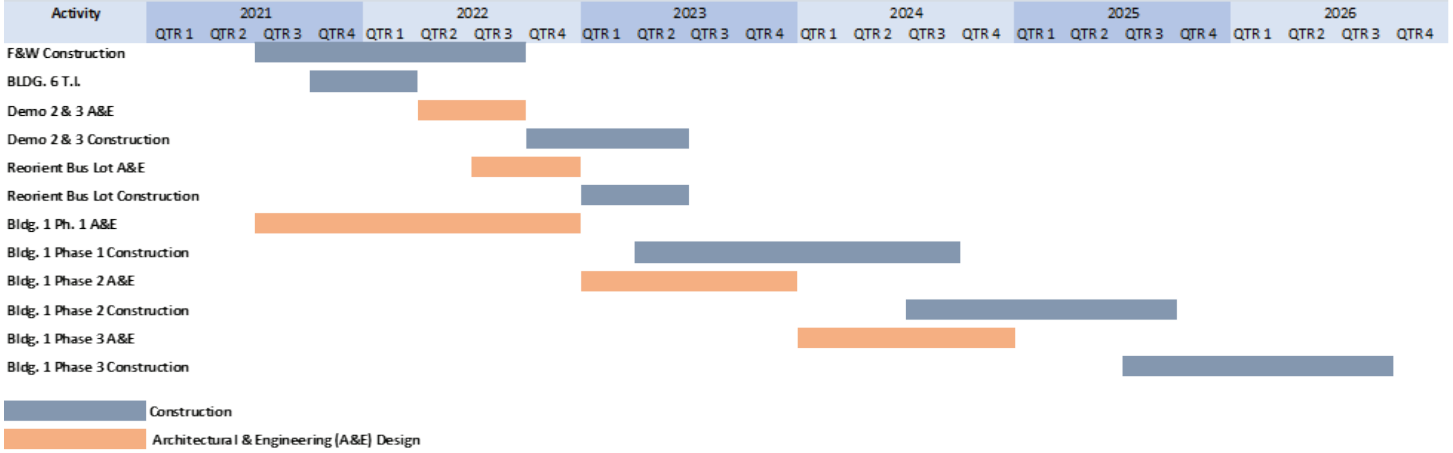 Activity 2021 2022 2023 2024 2025 2026
QTR 1 QTR 2 QTR 3 QTR 4 QTR 1 QTR 2 QTR 3 QTR 4 QTR 1 QTR 2 QTR 3 QTR 4 QTR 1 QTR 2 QTR 3 QTR 4 QTR 1 QTR 2 QTR 3 QTR 4 QTR 1 QTR 2 QTR 3 QTR 4
F&W Construction
BLDG. 6 T.I.
Demo 2 & 3 A&E
Demo 2 & 3 Construction
Reorient Bus Lot A&E
Reorient Bus Lot Construction
Bldg. 1 Ph. 1 A&E
Bldg. 1 Phase 1 Construction
Bldg. 1 Phase 2 A&E
Bldg. 1 Phase 2 Construction
Bldg. 1 Phase 3 A&E
Bldg. 1 Phase 3 Construction
Construction
Architectural & Engineering (A&E) Design